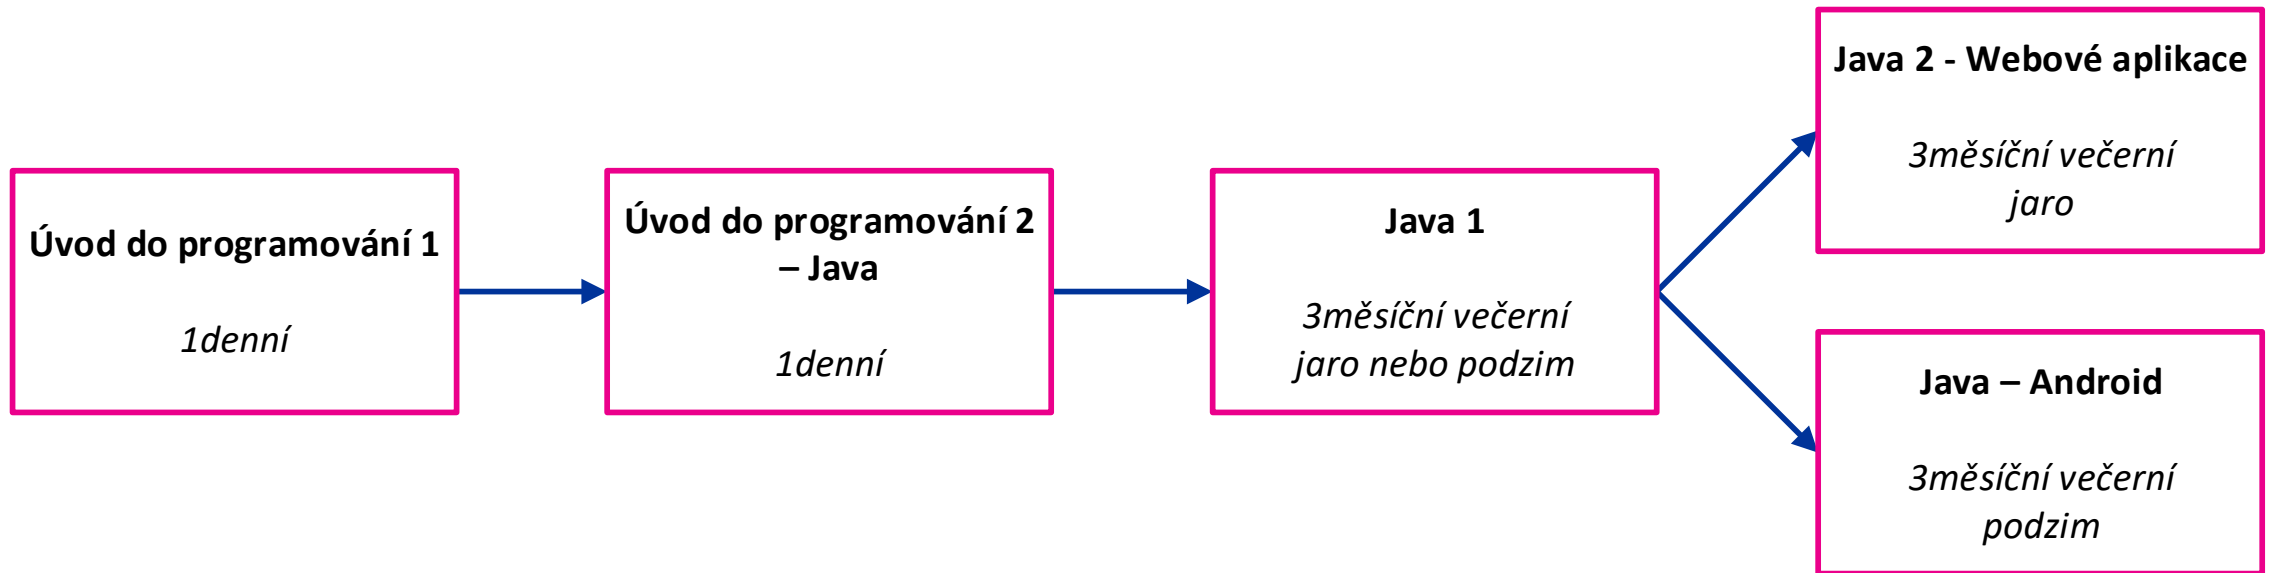 Úvod do programování 1
1denní
Úvod do programování 2
– Java
1denní
Java 1
3měsíční večerní
jaro nebo podzim
Java 2 - Webové aplikace
3měsíční večerní
jaro
Java – Android
3měsíční večerní
podzim